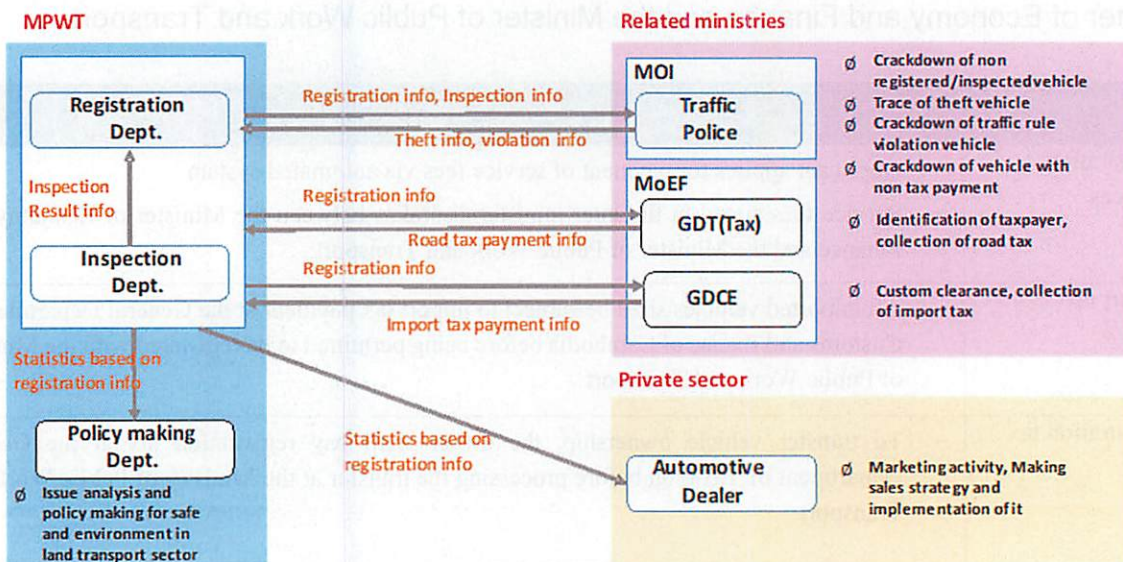 MPWT
Related ministries
Registration
Dept.
Inspection
Result info
Inspection
Dept.
Statistics based on
registration info
Policy making
Dept.
Ø Issue analysis and
policy making for safe
and environment in
land transport sector
Registration info, Inspection info
Theft info, violation info
Registration info
Road tax payment info
Registration info
Import tax payment info
Statistics based on
registration info
MOI
Traffic
Police
MoEF
GDT(Tax)
GDCE
Ø Crackdown of non
registered/inspectedvehicle
Ø Trace of theft vehicle
Ø Crackdown of traffic rule
violation vehicle
Ø Crackdown of vehicle with
non tax payment
Ø Identification of taxpayer,
collection of road tax
Ø Custom clearance, collection
of import tax
Private sector
Automotive
Dealer
Ø Marketing activity, Making
sales strategy and
implementation of it